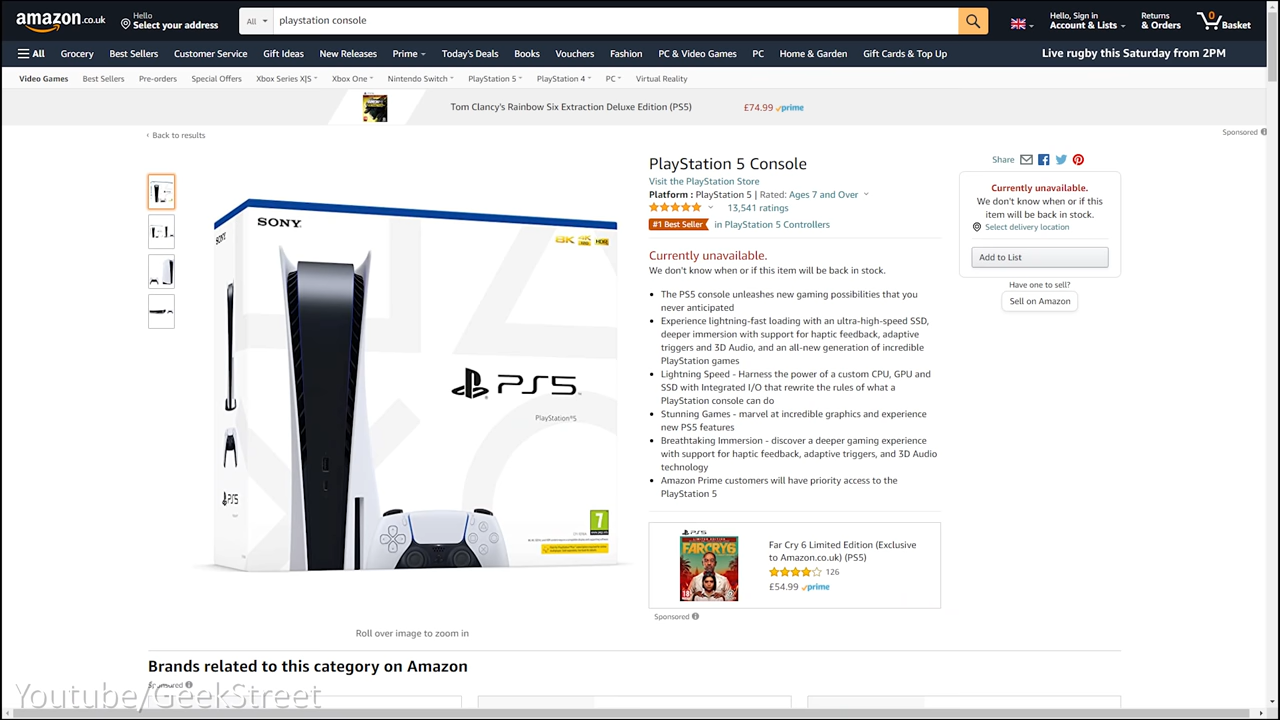 amazon.co.uk
Hello
Select your address
All
playstation console
Hello, Sign in
Account & Lists
Returns
& Orders
0
Basket
All
Grocery
Best Sellers
Customer Service
Gift Ideas
New Releases
Prime
Today's Deals
Books
Vouchers
Fashion
PC & Video Games
PC
Home & Garden
Gift Cards & Top Up
Live rugby this Saturday from 2PM
Video Games
Best Sellers
Pre-orders
Special Offers
Xbox Series X|S
Xbox One
Nintendo Switch
PlayStation 5
PlayStation 4
PC
Virtual Reality
Tom Clancy's Rainbow Six Extraction Deluxe Edition (PS5)
£74.99 prime
Sponsored
‹ Back to results
SONY
SONY
8K
HDR
PS5
PlayStation®5
PS5
7
Roll over image to zoom in
PlayStation 5 Console
Visit the PlayStation Store
Platform : PlayStation 5 | Rated: Ages 7 and Over
13,541 ratings
#1 Best Seller in PlayStation 5 Controllers
Currently unavailable.
We don't know when or if this item will be back in stock.
• The PS5 console unleashes new gaming possibilities that you
never anticipated
• Experience lightning-fast loading with an ultra-high-speed SSD,
deeper immersion with support for haptic feedback, adaptive
triggers and 3D Audio, and an all-new generation of incredible
PlayStation games
• Lightning Speed - Harness the power of a custom CPU, GPU and
SSD with Integrated I/O that rewrite the rules of what a
PlayStation console can do
• Stunning Games - marvel at incredible graphics and experience
new PS5 features
• Breathtaking Immersion - discover a deeper gaming experience
with support for haptic feedback, adaptive triggers, and 3D Audio
technology
• Amazon Prime customers will have priority access to the
PlayStation 5
PS5
FARCRY6
Far Cry 6 Limited Edition (Exclusive
to Amazon.co.uk) (PS5)
126
£54.99 prime
Sponsored
Share
Currently unavailable.
We don't know when or if this
item will be back in stock.
Select delivery location
Add to List
Have one to sell?
Sell on Amazon
Brands related to this category on Amazon
Sponsored
Youtube/GeekStreet